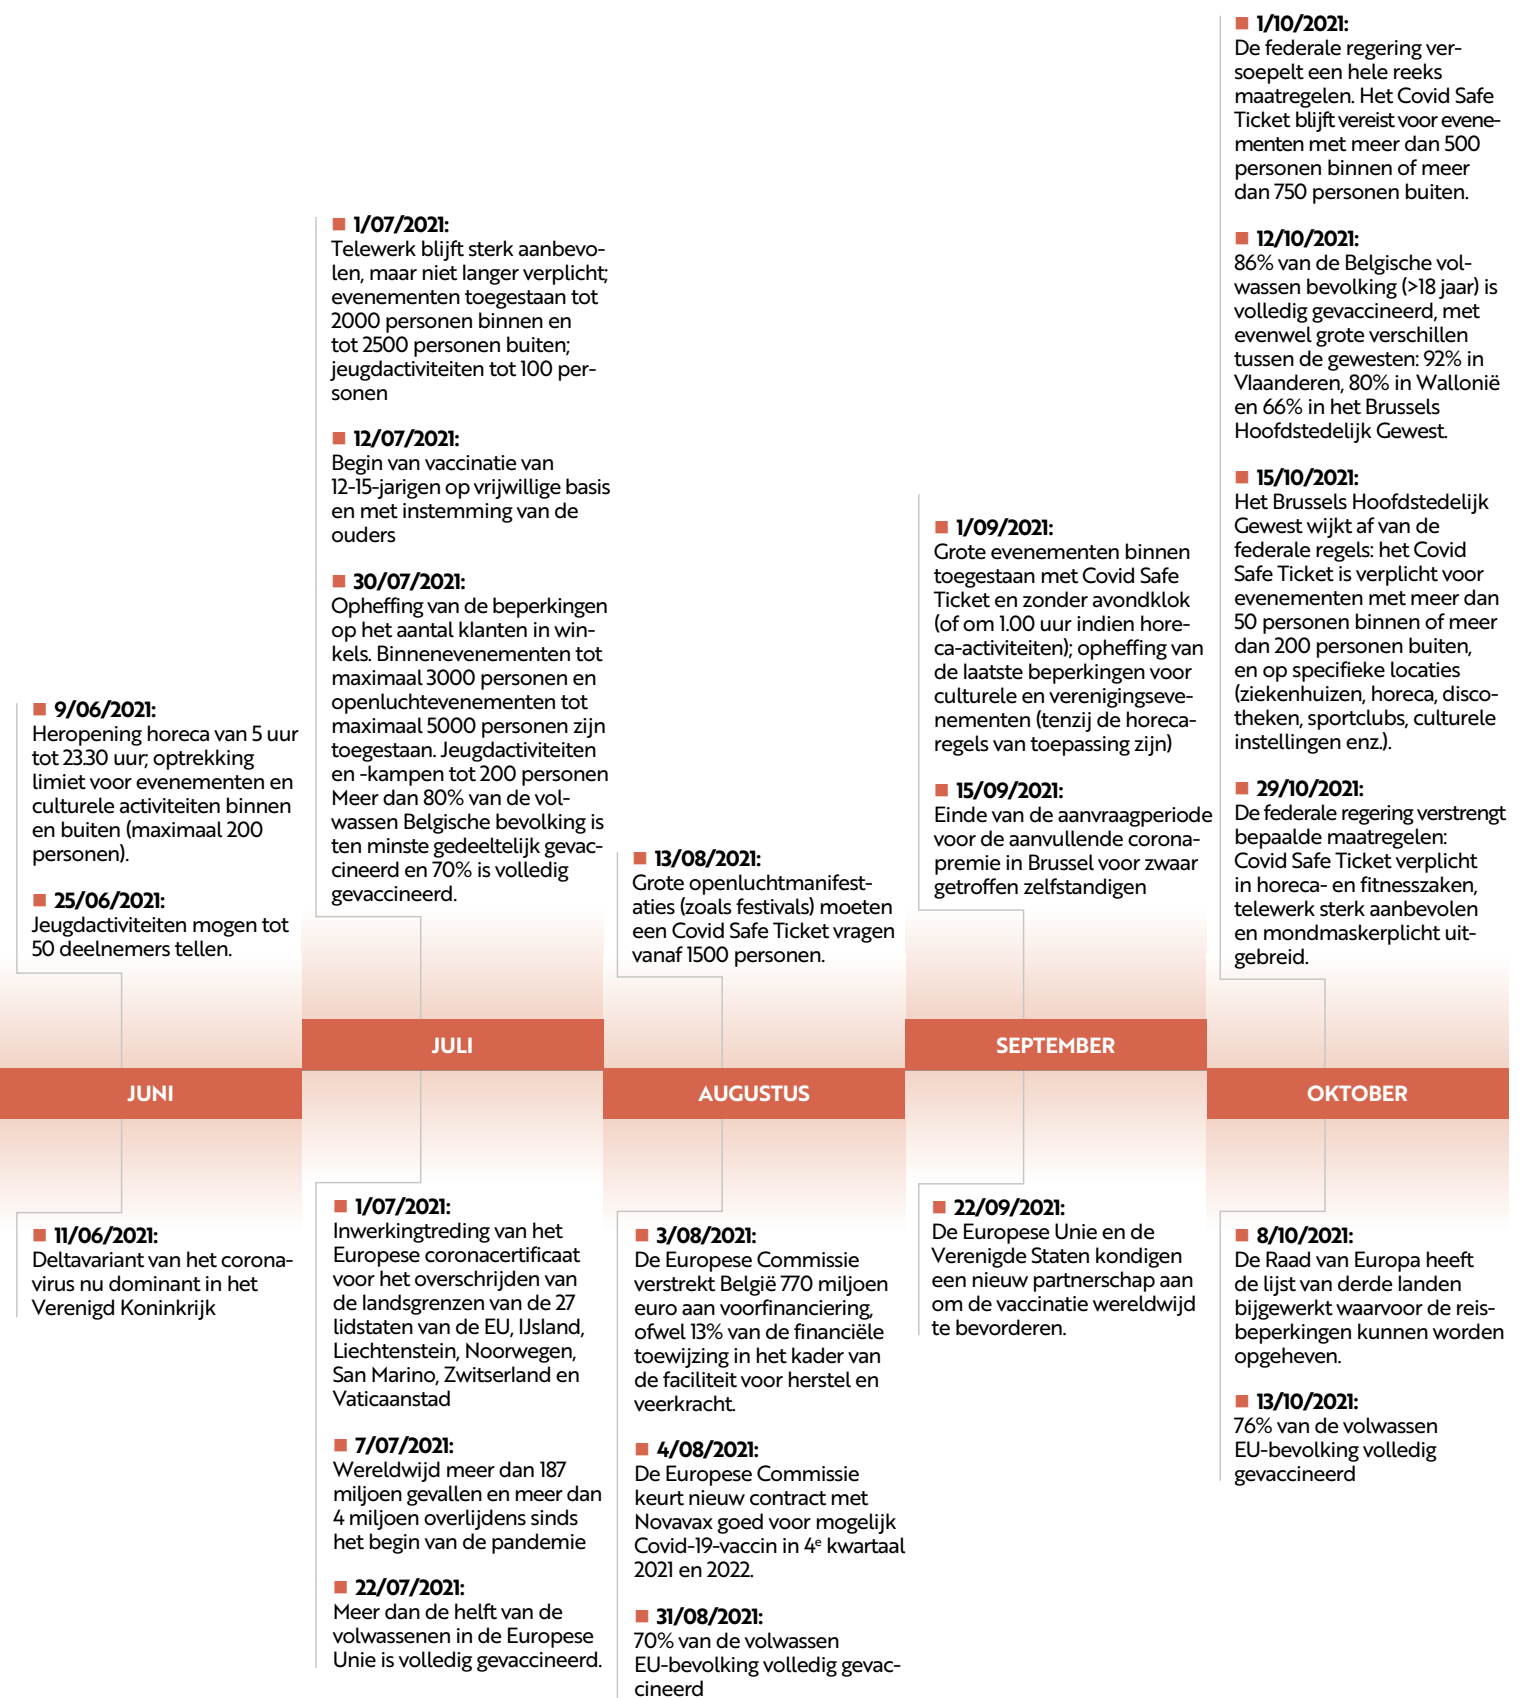 9/06/2021:
Heropening horeca van 5 uur
tot 23.30 uur; optrekking
limiet voor evenementen en
culturele activiteiten binnen
en buiten (maximaal 200
personen).
25/06/2021:
Jeugdactiviteiten mogen tot
50 deelnemers tellen.
JUNI
11/06/2021:
Deltavariant van het corona-
virus nu dominant in het
Verenigd Koninkrijk
1/07/2021:
Telewerk blijft sterk aanbevo-
len, maar niet langer verplicht;
evenementen toegestaan tot
2000 personen binnen en
tot 2500 personen buiten;
jeugdactiviteiten tot 100 per-
sonen
12/07/2021:
Begin van vaccinatie van
12-15-jarigen op vrijwillige basis
en met instemming van de
ouders
30/07/2021:
Opheffing van de beperkingen
op het aantal klanten in win-
kels. Binnenevenementen tot
maximaal 3000 personen en
openluchtevenementen tot
maximaal 5000 personen zijn
toegestaan. Jeugdactiviteiten
en -kampen tot 200 personen
Meer dan 80% van de vol-
wassen Belgische bevolking is
ten minste gedeeltelijk gevac-
cineerd en 70% is volledig
gevaccineerd.
JULI
1/07/2021:
Inwerkingtreding van het
Europese coronacertificaat
voor het overschrijden van
de landsgrenzen van de 27
lidstaten van de EU, IJsland,
Liechtenstein, Noorwegen,
San Marino, Zwitserland en
Vaticaanstad
7/07/2021:
Wereldwijd meer dan 187
miljoen gevallen en meer dan
4 miljoen overlijdens sinds
het begin van de pandemie
22/07/2021:
Meer dan de helft van de
volwassenen in de Europese
Unie is volledig gevaccineerd.
13/08/2021:
Grote openluchtmanifest-
aties (zoals festivals) moeten
een Covid Safe Ticket vragen
vanaf 1500 personen.
AUGUSTUS
3/08/2021:
De Europese Commissie
verstrekt België 770 miljoen
euro aan voorfinanciering,
ofwel 13% van de financiële
toewijzing in het kader van
de faciliteit voor herstel en
veerkracht.
4/08/2021:
De Europese Commissie
keurt nieuw contract met
Novavax goed voor mogelijk
Covid-19-vaccin in 4e kwartaal
2021 en 2022.
31/08/2021:
70% van de volwassen
EU-bevolking volledig gevac-
cineerd
1/09/2021:
Grote evenementen binnen
toegestaan met Covid Safe
Ticket en zonder avondklok
(of om 1.00 uur indien hore-
ca-activiteiten); opheffing van
de laatste beperkingen voor
culturele en verenigingseve-
nementen (tenzij de horeca-
regels van toepassing zijn)
15/09/2021:
Einde van de aanvraagperiode
voor de aanvullende corona-
premie in Brussel voor zwaar
getroffen zelfstandigen
SEPTEMBER
22/09/2021:
De Europese Unie en de
Verenigde Staten kondigen
een nieuw partnerschap aan
om de vaccinatie wereldwijd
te bevorderen.
1/10/2021:
De federale regering ver-
soepelt een hele reeks
maatregelen. Het Covid Safe
Ticket blijft vereist voor evene-
menten met meer dan 500
personen binnen of meer
dan 750 personen buiten.
12/10/2021:
86% van de Belgische vol-
wassen bevolking (>18 jaar) is
volledig gevaccineerd, met
evenwel grote verschillen
tussen de gewesten: 92% in
Vlaanderen, 80% in Wallonië
en 66% in het Brussels
Hoofdstedelijk Gewest.
15/10/2021:
Het Brussels Hoofdstedelijk
Gewest wijkt af van de
federale regels: het Covid
Safe Ticket is verplicht voor
evenementen met meer dan
50 personen binnen of meer
dan 200 personen buiten,
en op specifieke locaties
(ziekenhuizen, horeca, disco-
theken, sportclubs, culturele
instellingen enz.).
29/10/2021:
De federale regering verstrengt
bepaalde maatregelen:
Covid Safe Ticket verplicht
in horeca- en fitnesszaken,
telewerk sterk aanbevolen
en mondmaskerplicht uit-
gebreid.
OKTOBER
8/10/2021:
De Raad van Europa heeft
de lijst van derde landen
bijgewerkt waarvoor de reis-
beperkingen kunnen worden
opgeheven.
13/10/2021:
76% van de volwassen
EU-bevolking volledig
gevaccineerd